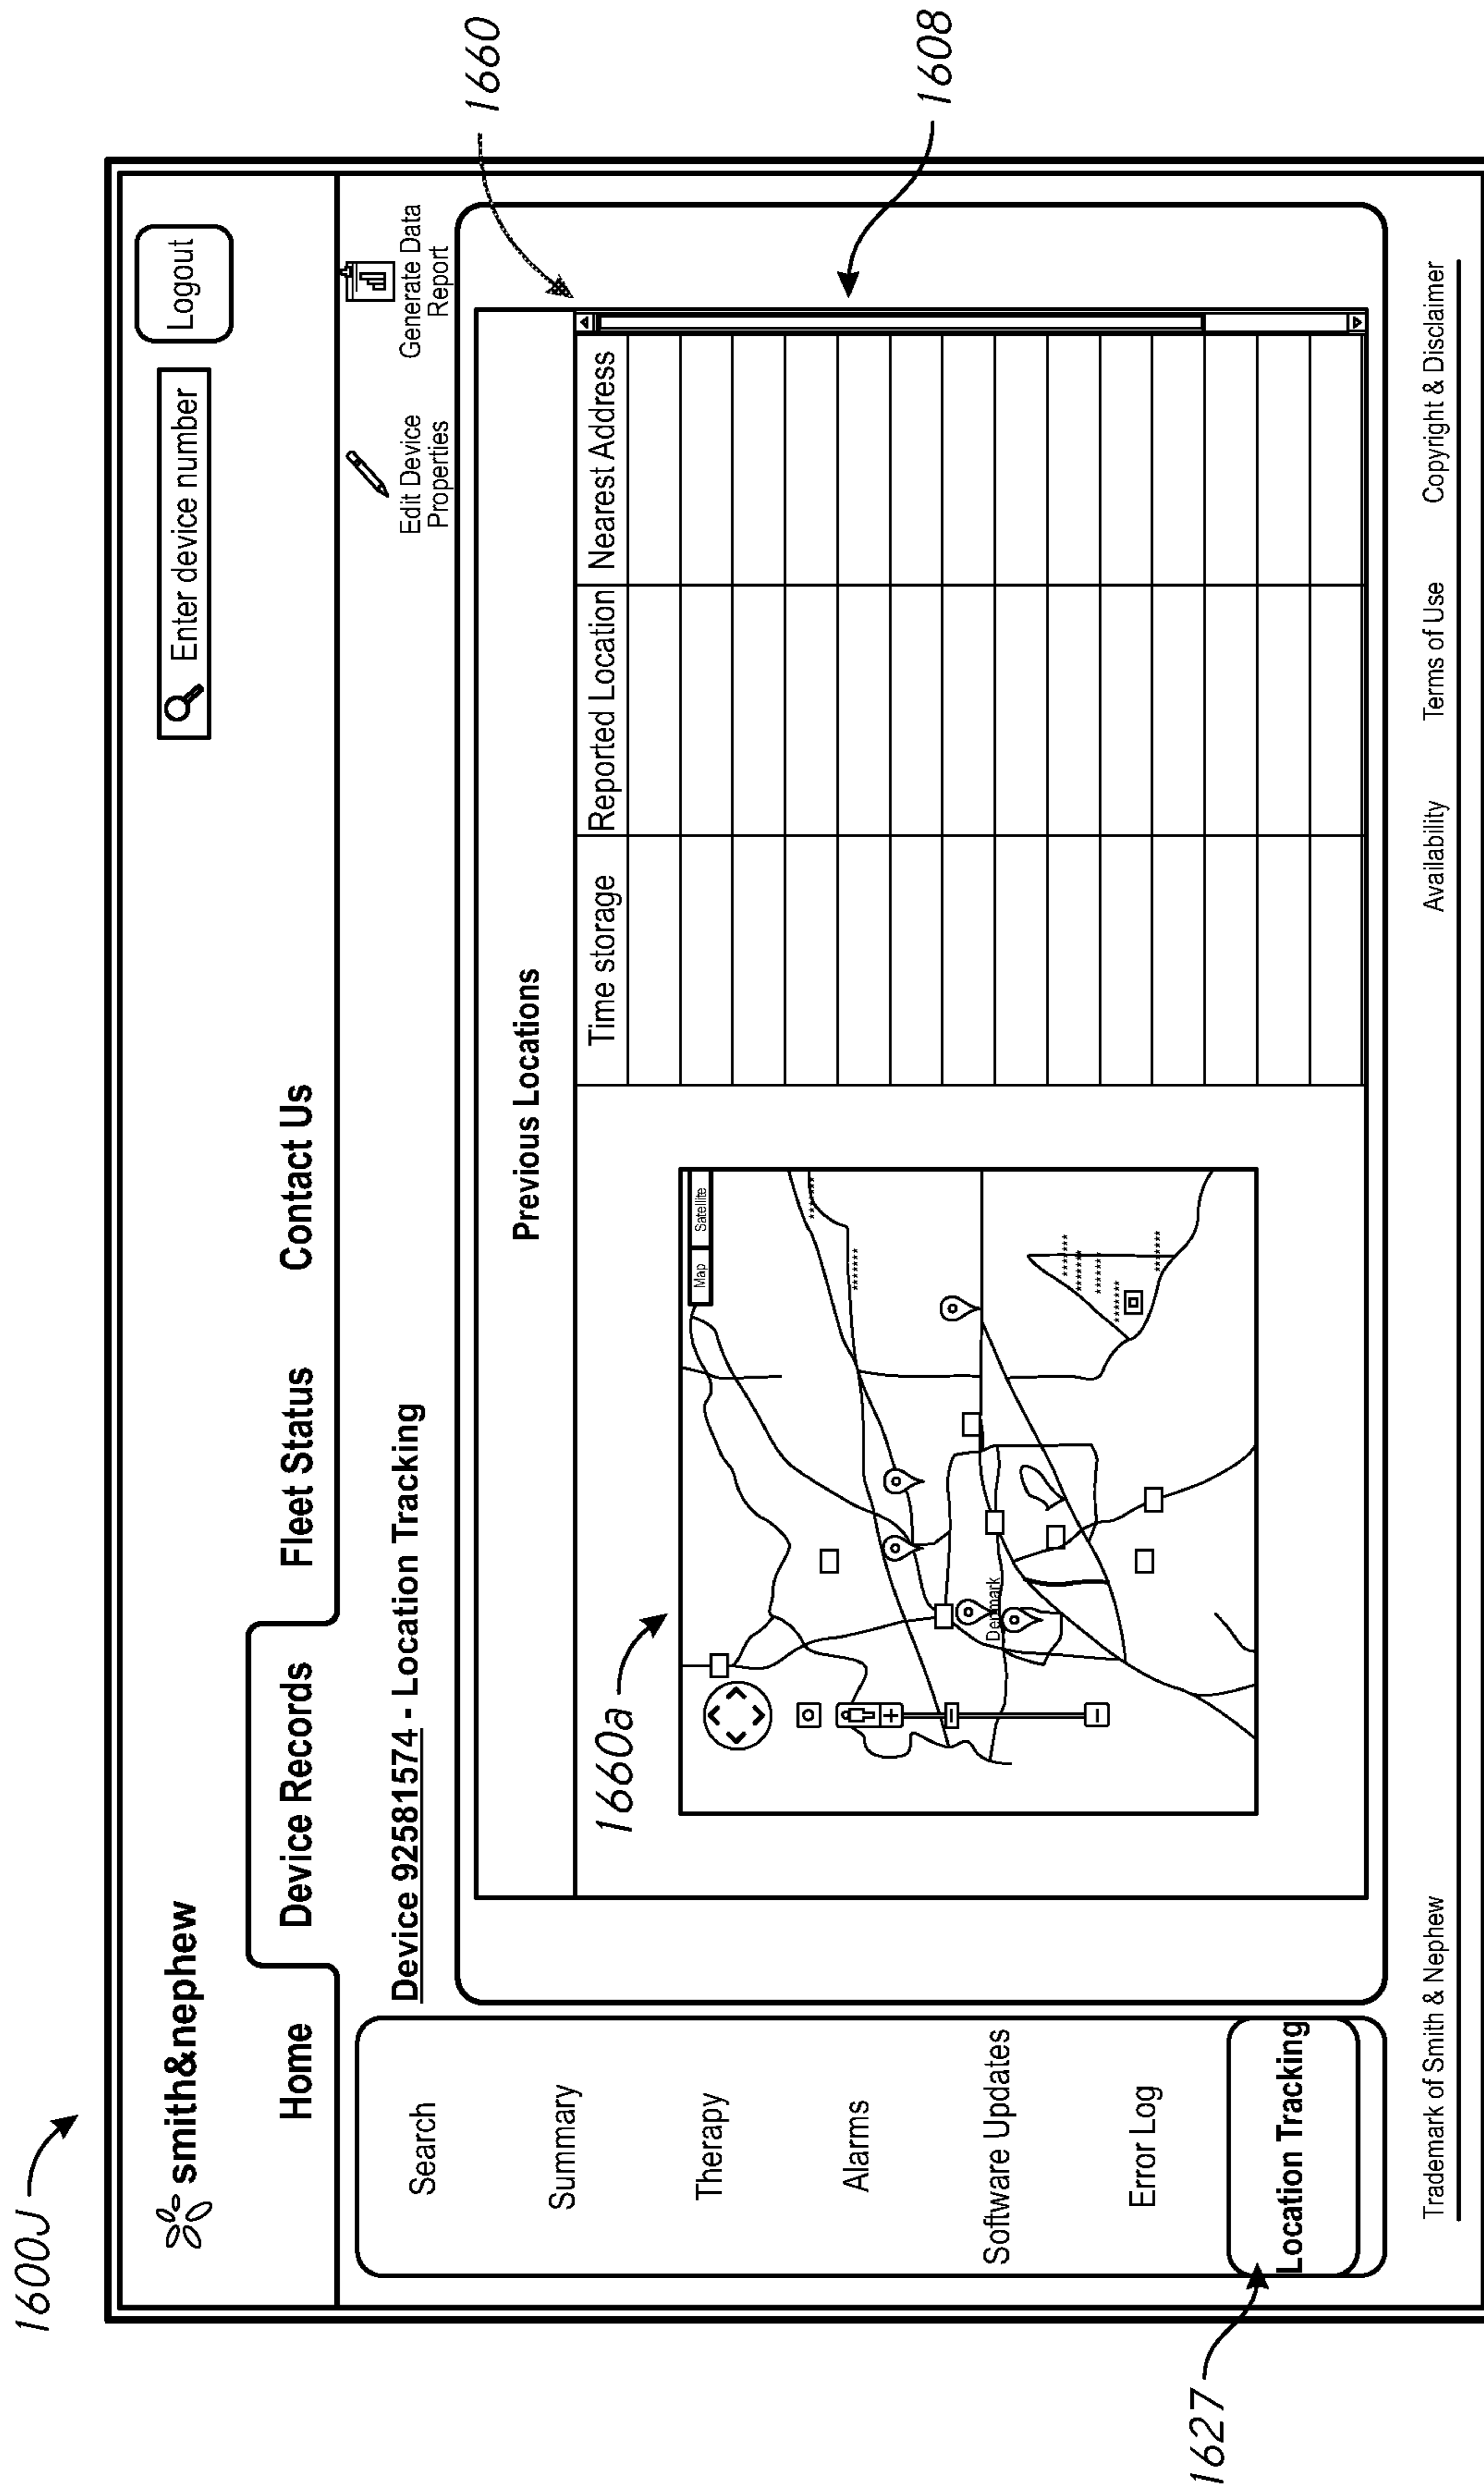 1600J
smith&nephew
Enter device number
Logout
Home
Device Records
Fleet Status
Contact Us
Device 92581574 - Location Tracking
Edit Device
Properties
Generate Data
Report
1660
Search
Summary
Therapy
Alarms
Software Updates
Error Log
Location Tracking
1627
Previous Locations
1660a
Map
Satellite
Denmark
*******
*******
*******
*******
*******
*******
*******
Time storage
Reported Location
Nearest Address
1608
Trademark of Smith & Nephew
Availability
Terms of Use
Copyright & Disclaimer